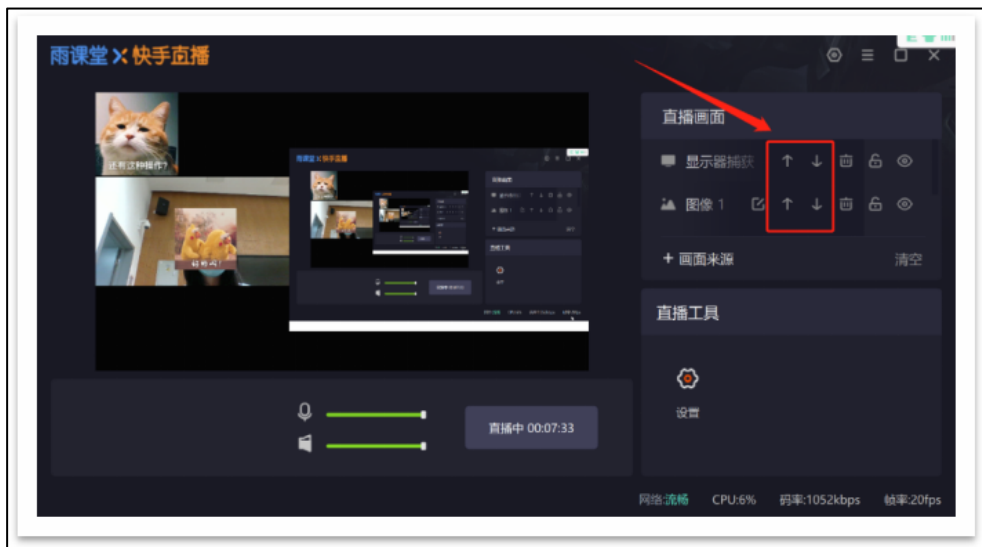 雨课堂 X 快手直播
还有这种操作?
直播画面
显示器捕获
图像 1
+ 画面来源
清空
直播工具
设置
直播中 00:07:33
网络:流畅 CPU:6% 码率:1052kbps 帧率:20fps